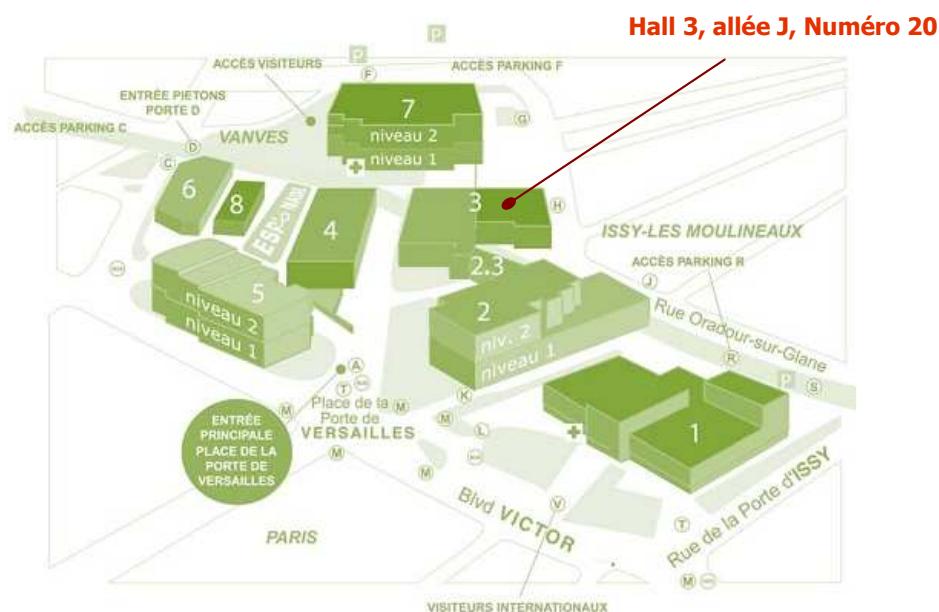 Hall 3, allée J, Numéro 20
P
P
ACCÈS VISITEURS
F
ACCÈS PARKING F
ENTRÉE PIETONS
PORTE D
7
G
ACCÈS PARKING C
VANVES
niveau 2
D
niveau 1
C
6
8
ESP P NADE
4
3
H
ISSY-LES MOULINEAUX
ACCÈS PARKING R
2.3
J
5
niveau 2
niveau 1
2
niv. 2
niveau 1
Rue Oradour-sur-Glane
R
P
S
A
T
K
M
Place de la
Porte de
VERSAILLES
M
M
L
M
M
ENTRÉE
PRINCIPALE
PLACE DE LA
PORTE DE
VERSAILLES
1
Blvd VICTOR
V
T
Rue de la Porte d'ISSY
M
PARIS
VISITEURS INTERNATIONAUX